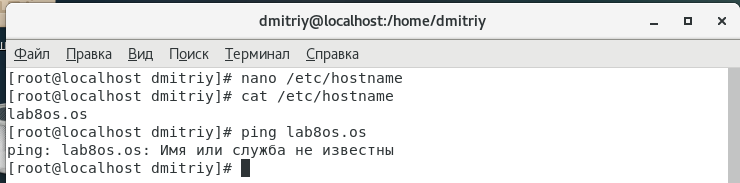 dmitriy@localhost:/home/dmitriy
Файл Правка Вид Поиск Терминал Справка
[root@localhost dmitriy]# nano /etc/hostname
[root@localhost dmitriy]# cat /etc/hostname
lab8os.os
[root@localhost dmitriy]# ping lab8os.os
ping: lab8os.os: Имя или служба не известны
[root@localhost dmitriy]#